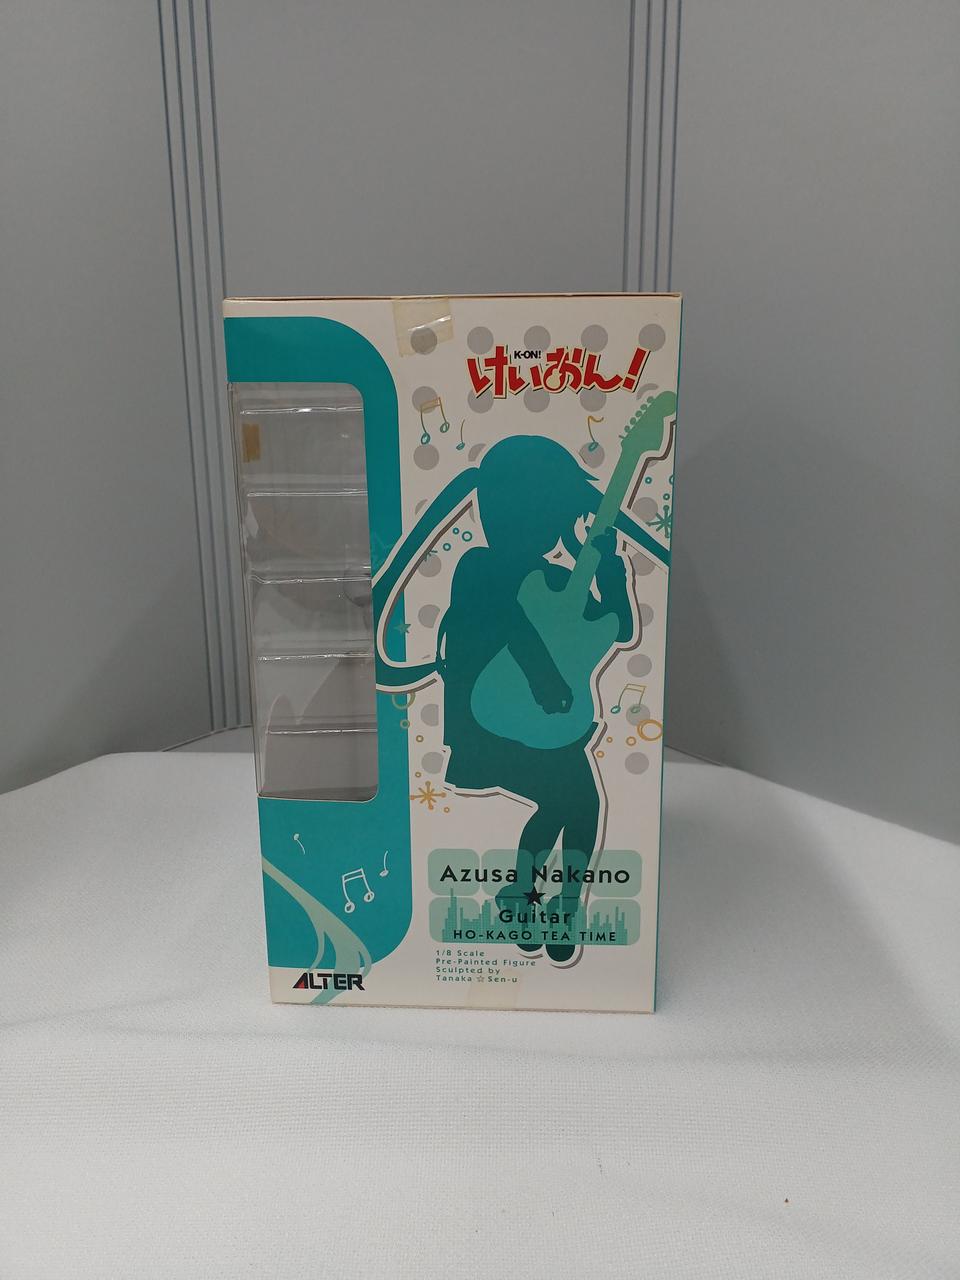 K-ON!
けいおん!
Azusa Nakano
★
Guitar
HO-KAGO TEA TIME
1/8 Scale
Pre-Painted Figure
Sculpted by
Tanaka☆Sen-u
ALTER